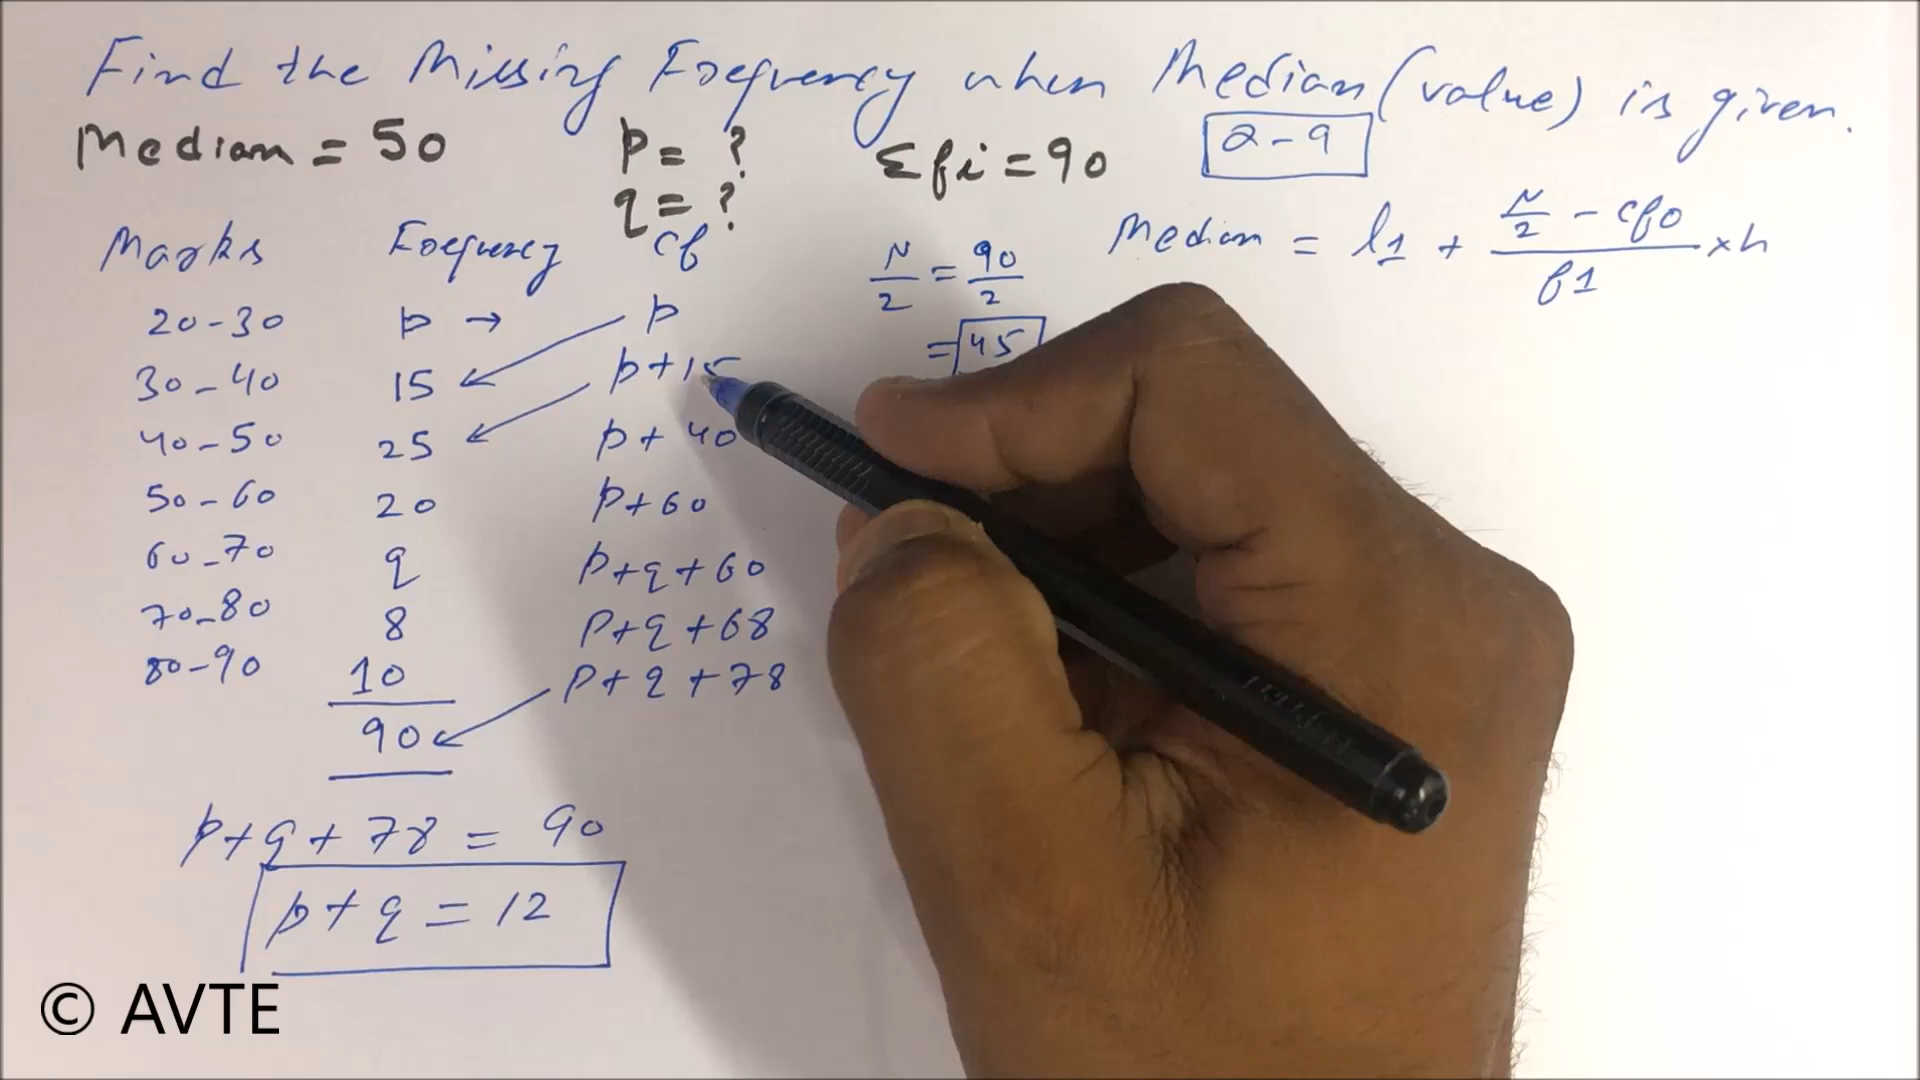 Find the Missing Frequency when Median (value) is given.
Median = 50 p = ? Σfi = 90 2-9
q = ?
Marks Frequency cf N/2 = 90/2 Median = l1 + (N/2 - cf0)/f1 × h
20-30 p → p = 45
30-40 15 p+15
40-50 25 p+40
50-60 20 p+60
60-70 q p+q+60
70-80 8 p+q+68
80-90 10 p+q+78
90
p+q+78 = 90
p+q = 12
© AVTE